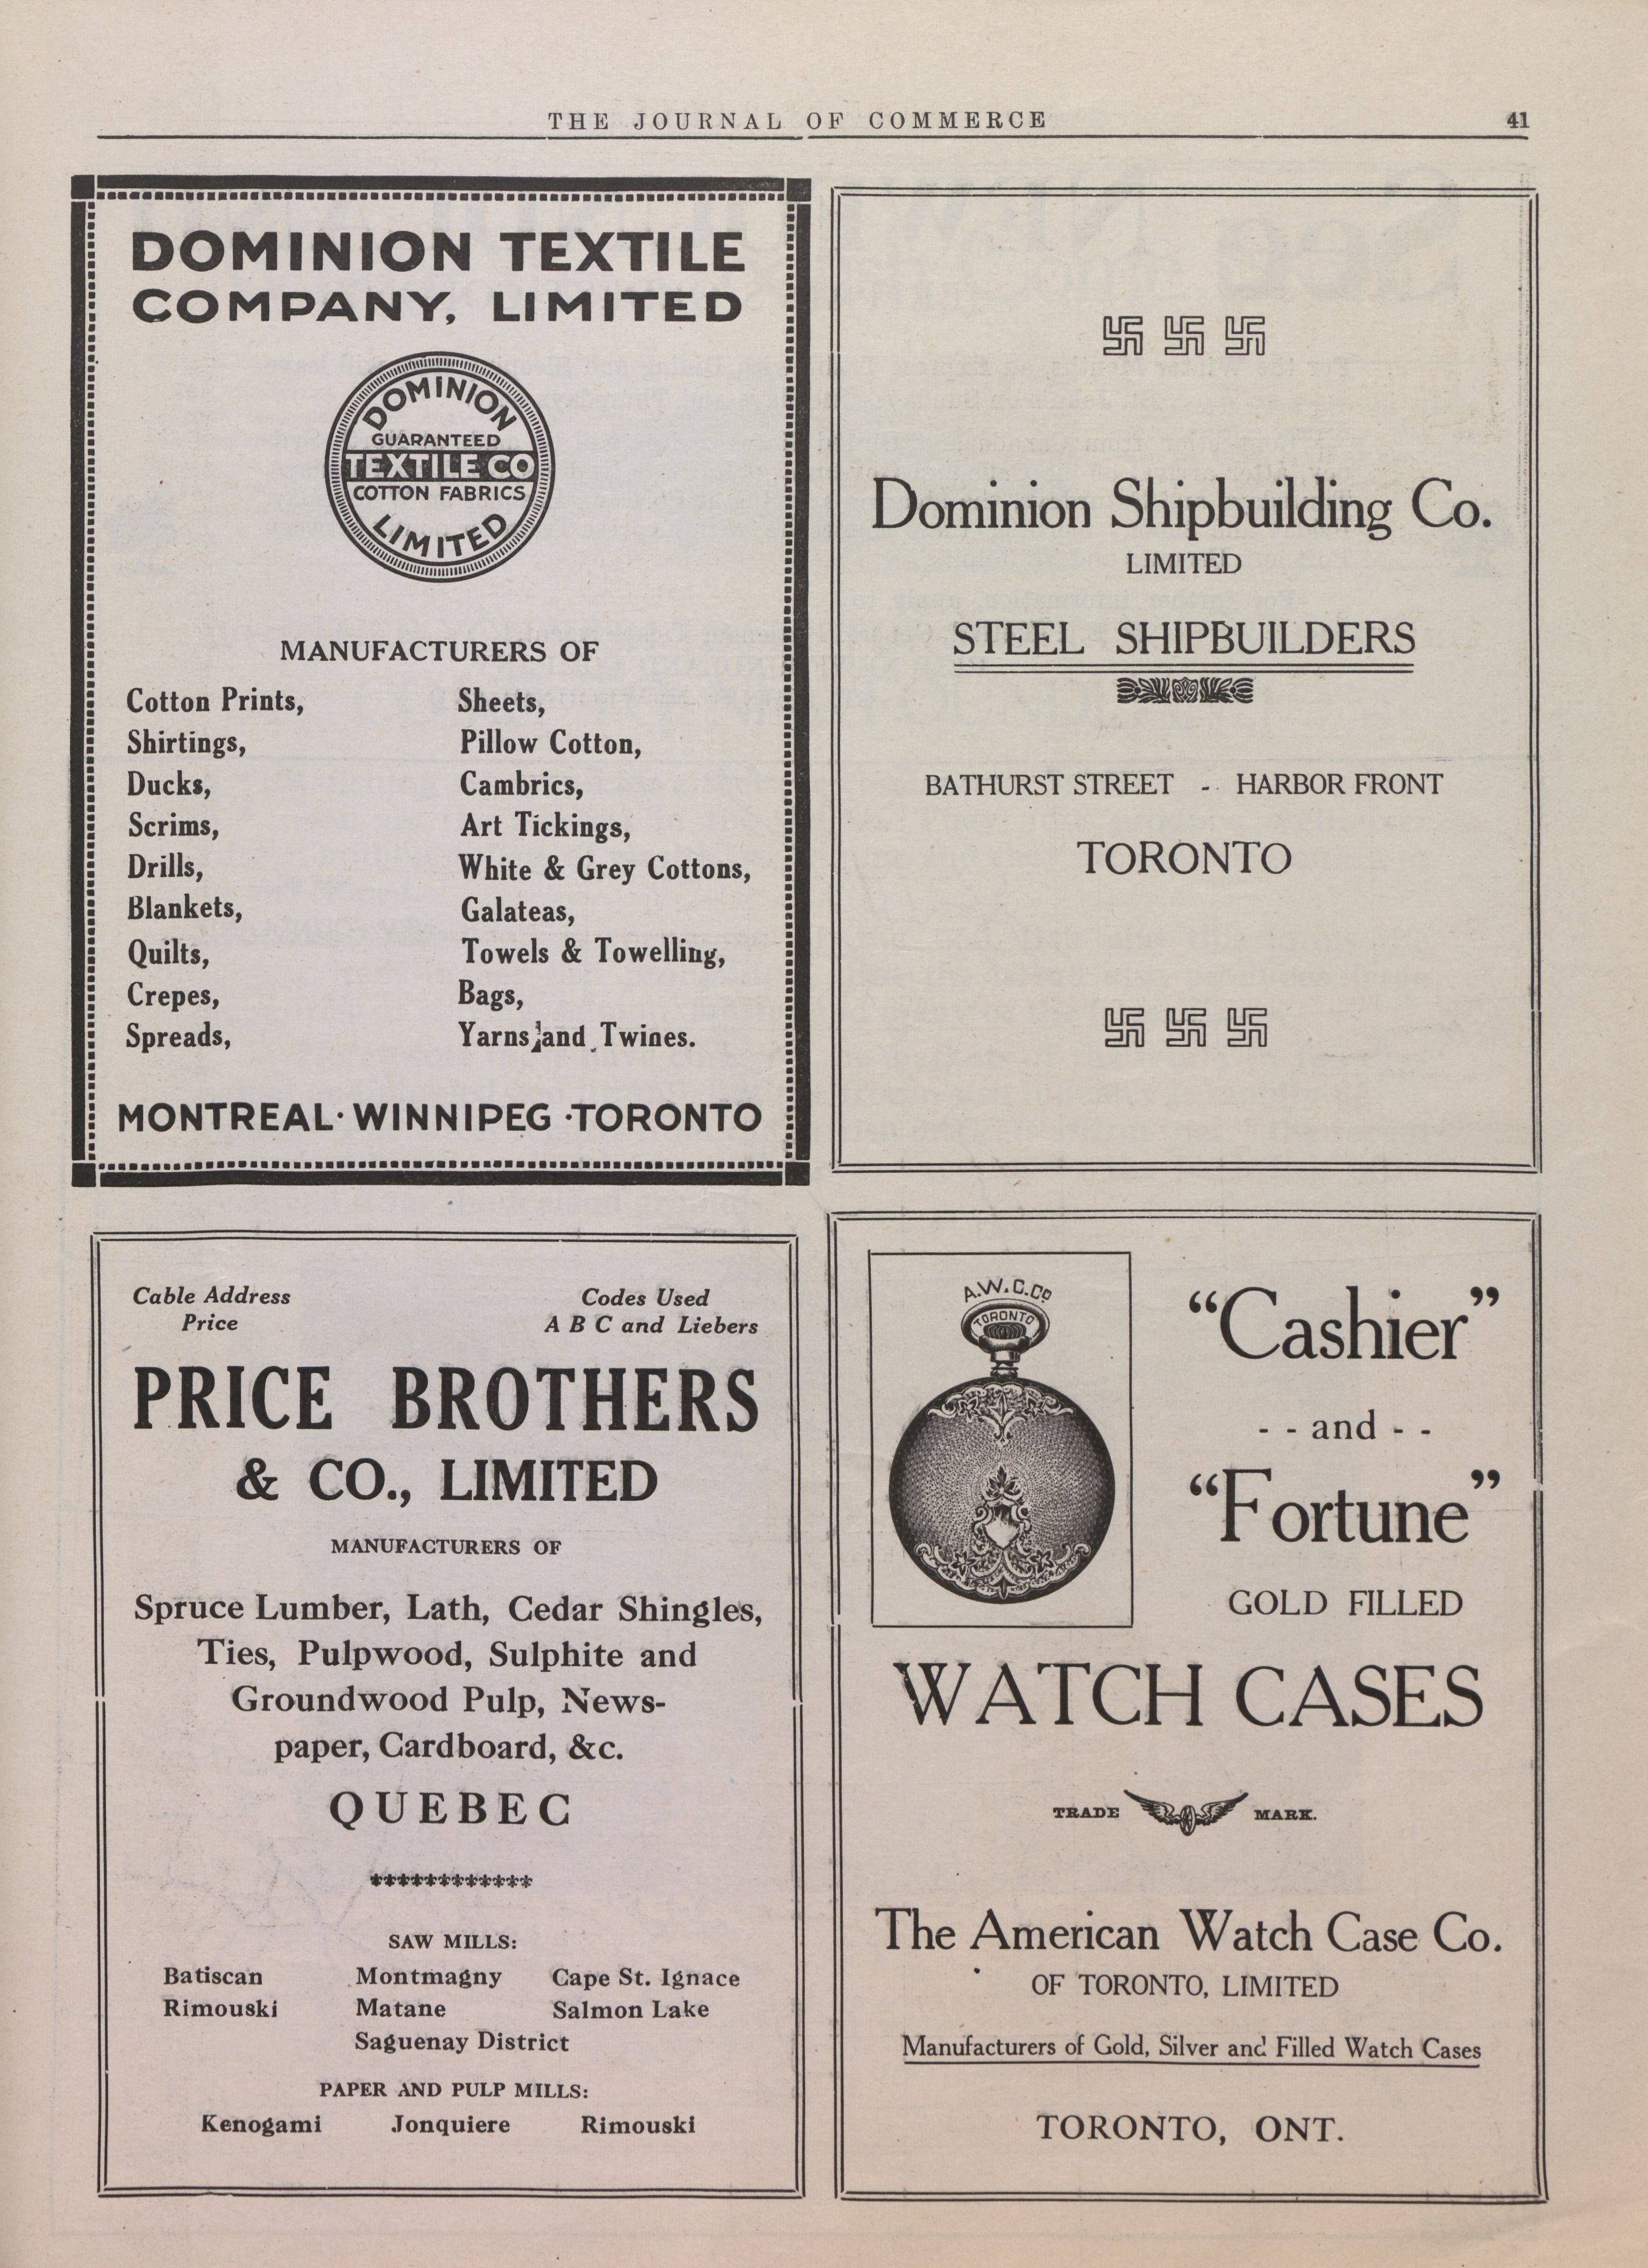 THE JOURNAL OF COMMERCE 41
DOMINION TEXTILE
COMPANY, LIMITED
DOMINION
GUARANTEED
TEXTILE CO
COTTON FABRICS
LIMITED
MANUFACTURERS OF
Cotton Prints, Sheets,
Shirtings, Pillow Cotton,
Ducks, Cambrics,
Scrims, Art Tickings,
Drills, White & Grey Cottons,
Blankets, Galateas,
Quilts, Towels & Towelling,
Crepes, Bags,
Spreads, Yarns and Twines.
MONTREAL · WINNIPEG · TORONTO
Dominion Shipbuilding Co.
LIMITED
STEEL SHIPBUILDERS
BATHURST STREET - HARBOR FRONT
TORONTO
Cable Address Codes Used
Price A B C and Liebers
PRICE BROTHERS
& CO., LIMITED
MANUFACTURERS OF
Spruce Lumber, Lath, Cedar Shingles,
Ties, Pulpwood, Sulphite and
Groundwood Pulp, News-
paper, Cardboard, &c.
QUEBEC
SAW MILLS:
Batiscan Montmagny Cape St. Ignace
Rimouski Matane Salmon Lake
Saguenay District
PAPER AND PULP MILLS:
Kenogami Jonquiere Rimouski
A.W.C.Co
TORONTO
“Cashier”
- - and - -
“Fortune”
GOLD FILLED
WATCH CASES
TRADE MARK.
The American Watch Case Co.
OF TORONTO, LIMITED
Manufacturers of Gold, Silver and Filled Watch Cases
TORONTO, ONT.